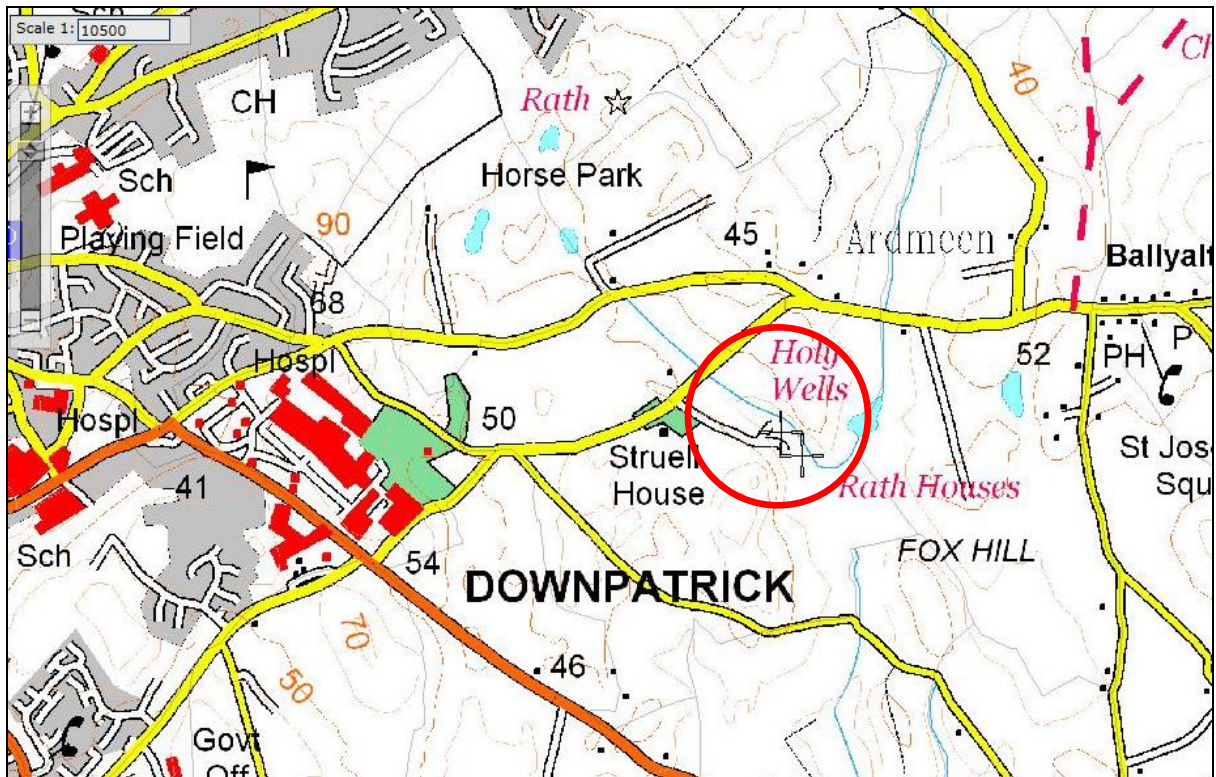 Scale 1: 10500
Sch
CH
Rath
40
Ch
Sch
Horse Park
Playing Field
90
45
Ardmeen
Ballyalt
68
Hospl
Holy
Wells
52
PH
P
Hospl
50
Struell
House
St Jos
Squ
41
Rath Houses
Sch
54
FOX HILL
DOWNPATRICK
70
50
46
Govt
Off